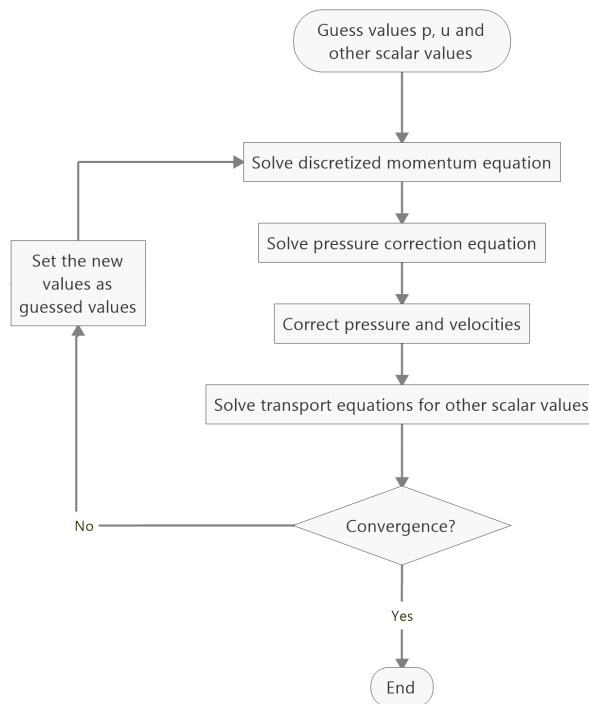 Guess values p, u and
other scalar values
Solve discretized momentum equation
Solve pressure correction equation
Set the new
values as
guessed values
Correct pressure and velocities
Solve transport equations for other scalar values
Convergence?
No
Yes
End